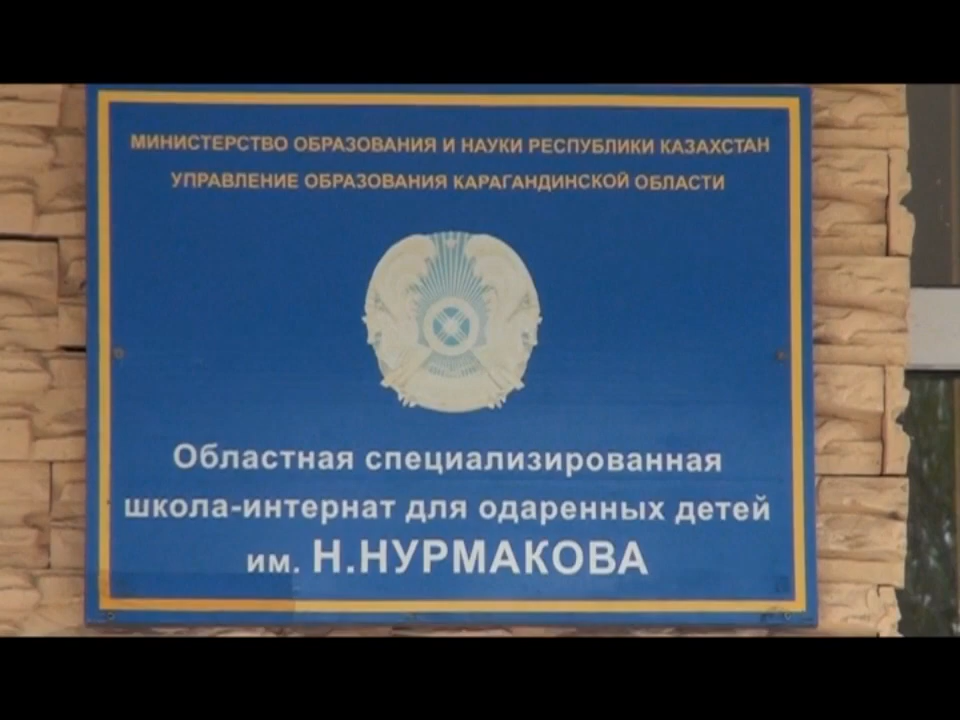 МИНИСТЕРСТВО ОБРАЗОВАНИЯ И НАУКИ РЕСПУБЛИКИ КАЗАХСТАН
УПРАВЛЕНИЕ ОБРАЗОВАНИЯ КАРАГАНДИНСКОЙ ОБЛАСТИ
Областная специализированная
школа-интернат для одаренных детей
им. Н.НУРМАКОВА